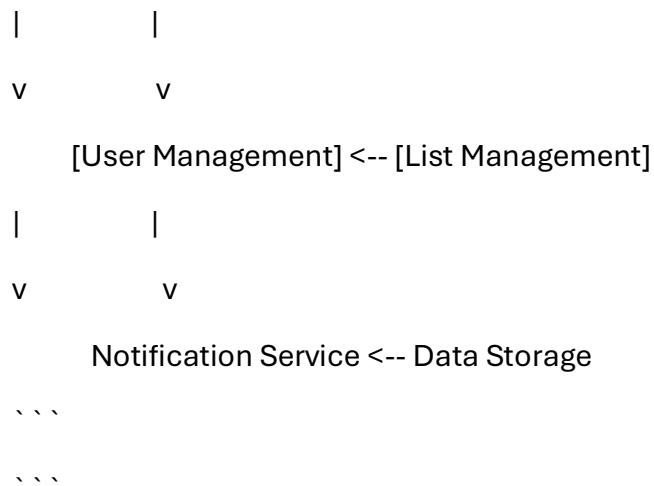 |                 |
v                 v
[User Management] <-- [List Management]
|                 |
v                  v
Notification Service <-- Data Storage
```
```